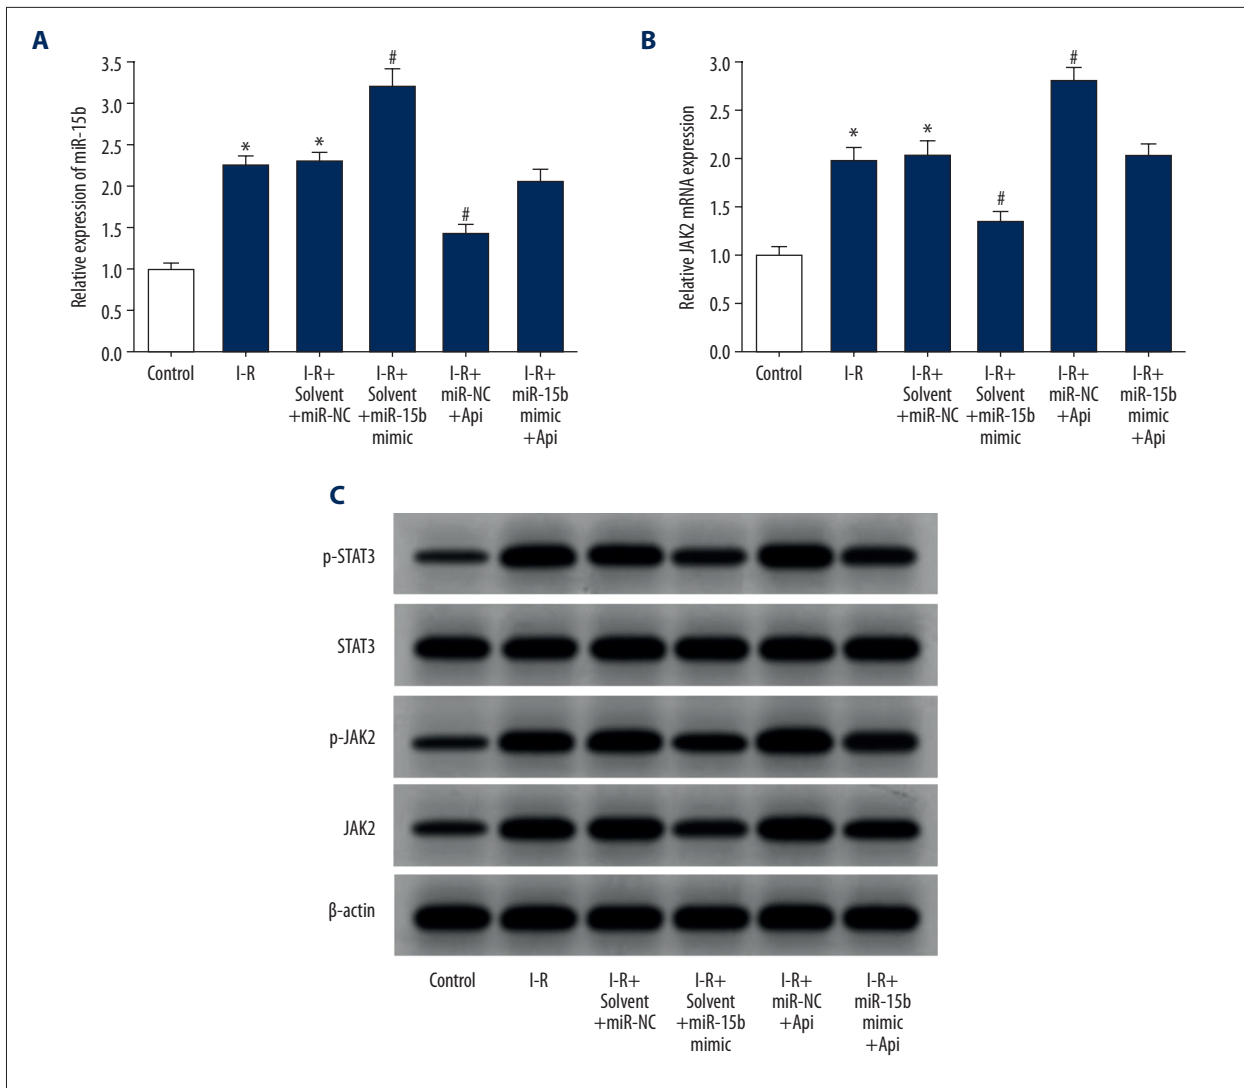 A
Relative expression of miR-15b
3.5
3.0
2.5
2.0
1.5
1.0
0.5
0.0
*
*
#
#
Control
I-R
I-R+
Solvent
+miR-NC
I-R+
Solvent
+miR-15b
mimic
I-R+
miR-NC
+Api
I-R+
miR-15b
mimic
+Api
B
Relative JAK2 mRNA expression
3.0
2.5
2.0
1.5
1.0
0.5
0.0
*
*
#
#
Control
I-R
I-R+
Solvent
+miR-NC
I-R+
Solvent
+miR-15b
mimic
I-R+
miR-NC
+Api
I-R+
miR-15b
mimic
+Api
C
p-STAT3
STAT3
p-JAK2
JAK2
β-actin
Control
I-R
I-R+
Solvent
+miR-NC
I-R+
Solvent
+miR-15b
mimic
I-R+
miR-NC
+Api
I-R+
miR-15b
mimic
+Api